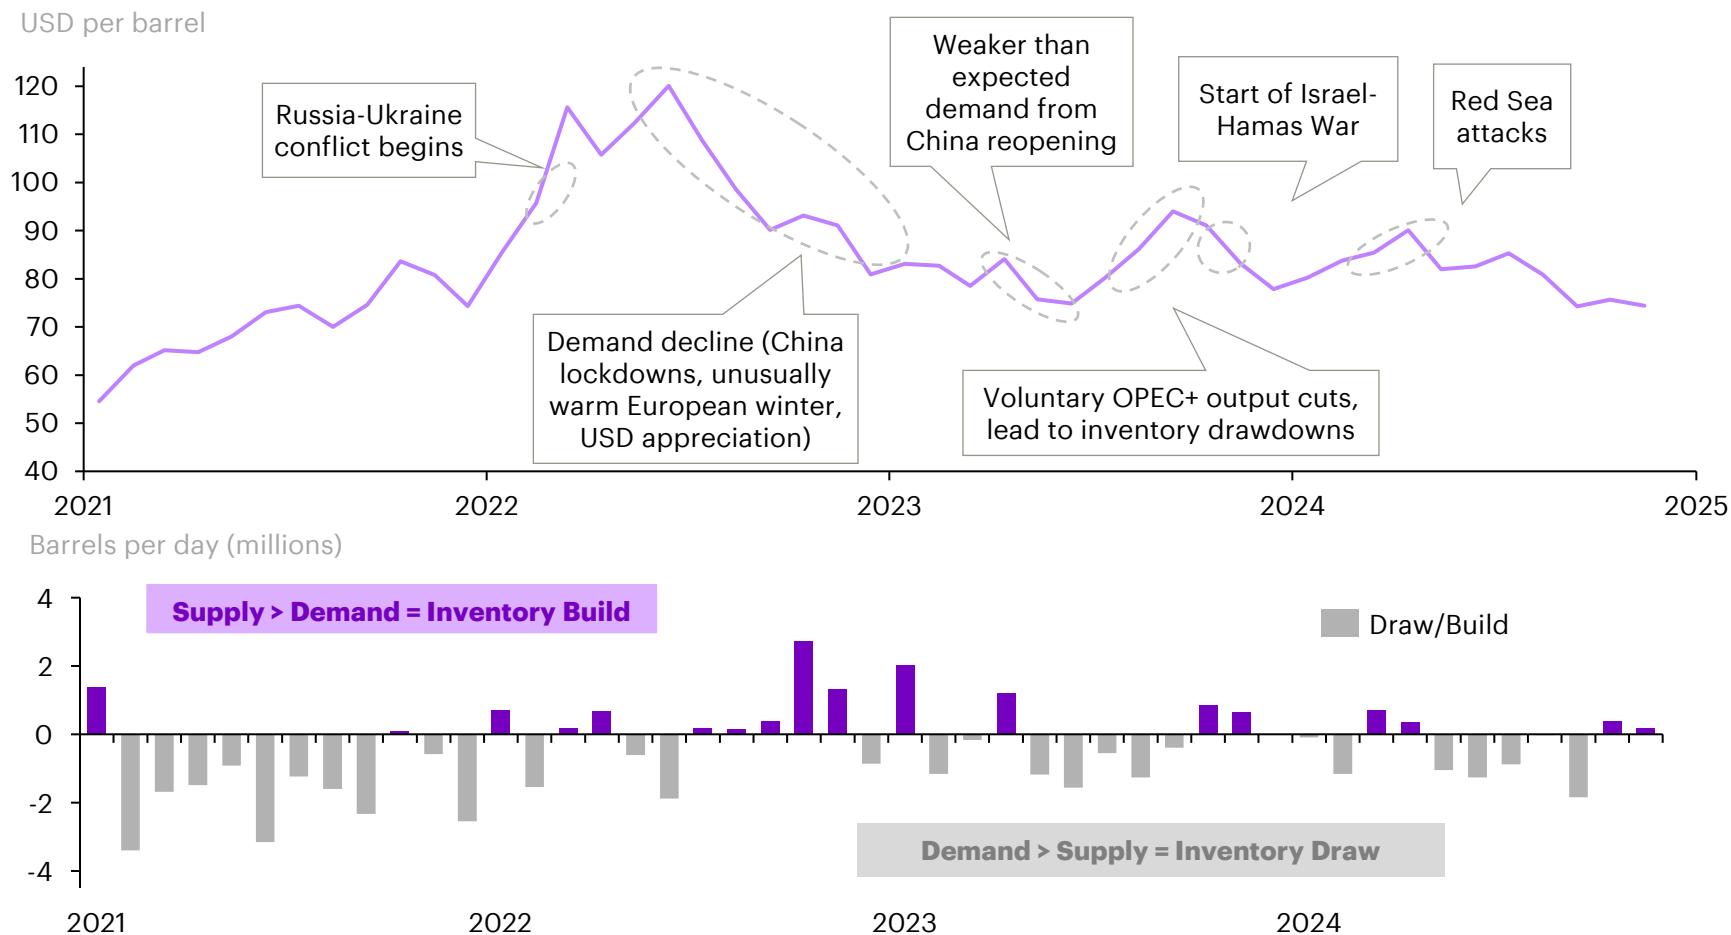 USD per barrel
120
110
100
90
80
70
60
50
40
Russia-Ukraine
conflict begins
Weaker than
expected
demand from
China reopening
Start of Israel-
Hamas War
Red Sea
attacks
Demand decline (China
lockdowns, unusually
warm European winter,
USD appreciation)
Voluntary OPEC+ output cuts,
lead to inventory drawdowns
2021
2022
2023
2024
2025
Barrels per day (millions)
4
2
0
-2
-4
Supply > Demand = Inventory Build
Draw/Build
Demand > Supply = Inventory Draw
2021
2022
2023
2024